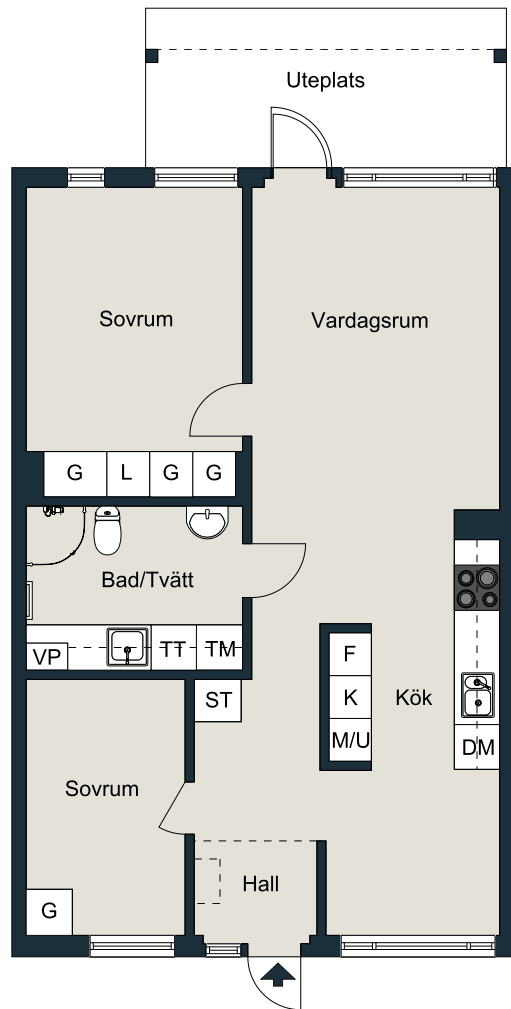 Uteplats
Sovrum
Vardagsrum
G L G G
Bad/Tvätt
VP TT TM
F
K
M/U
Kök
DM
ST
Sovrum
Hall
G